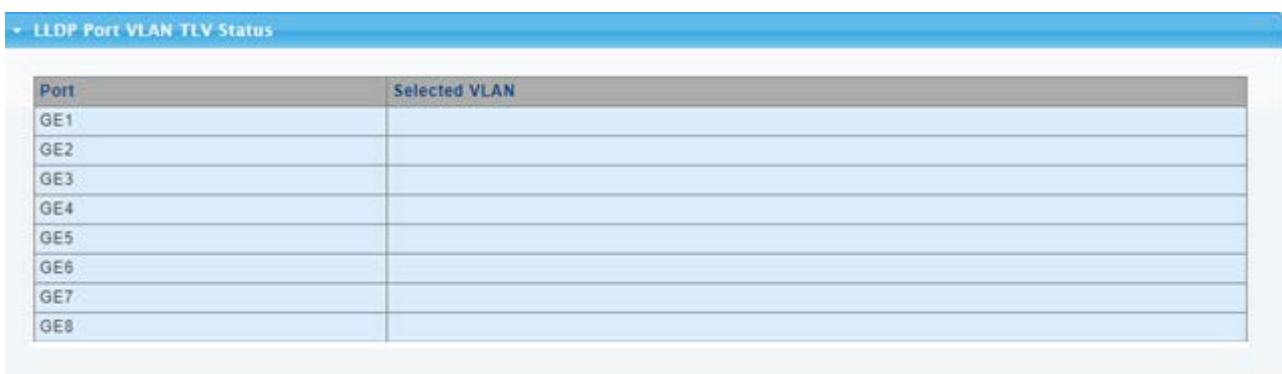 LLDP Port VLAN TLV Status
Port Selected VLAN
GE1
GE2
GE3
GE4
GE5
GE6
GE7
GE8